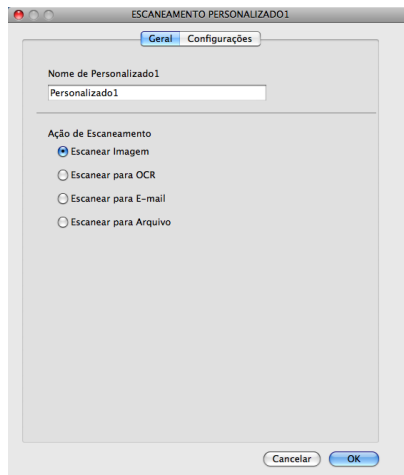 ESCANEAMENTO PERSONALIZADO1
Geral Configurações
Nome de Personalizado1
Personalizado1
Ação de Escaneamento
Escanear Imagem
Escanear para OCR
Escanear para E-mail
Escanear para Arquivo
Cancelar OK